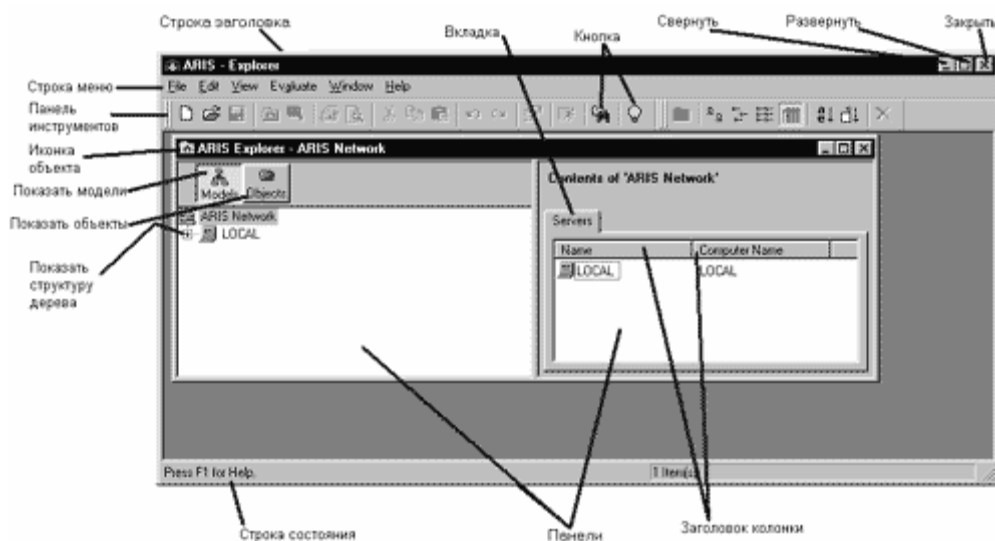 Строка заголовка
Вкладка
Кнопка
Свернуть
Развернуть
Закрыть
ARIS - Explorer
Строка меню
File Edit View Evaluate Window Help
Панель
инструментов
Иконка
объекта
ARIS Explorer - ARIS Network
Показать модели
Models Objects
Contents of 'ARIS Network'
Показать объекты
ARIS Network
LOCAL
Servers
Name Computer Name
LOCAL LOCAL
Показать
структуру
дерева
Press F1 for Help.
1 Item(s)
Строка состояния
Панели
Заголовок колонки